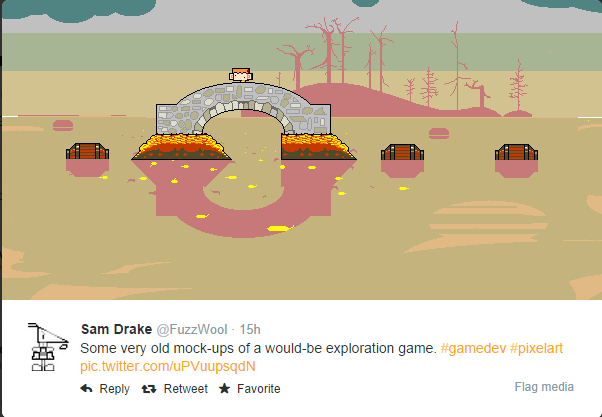 Sam Drake @FuzzWool · 15h
Some very old mock-ups of a would-be exploration game. #gamedev #pixelart
pic.twitter.com/uPVuupsqdN
Reply Retweet Favorite Flag media